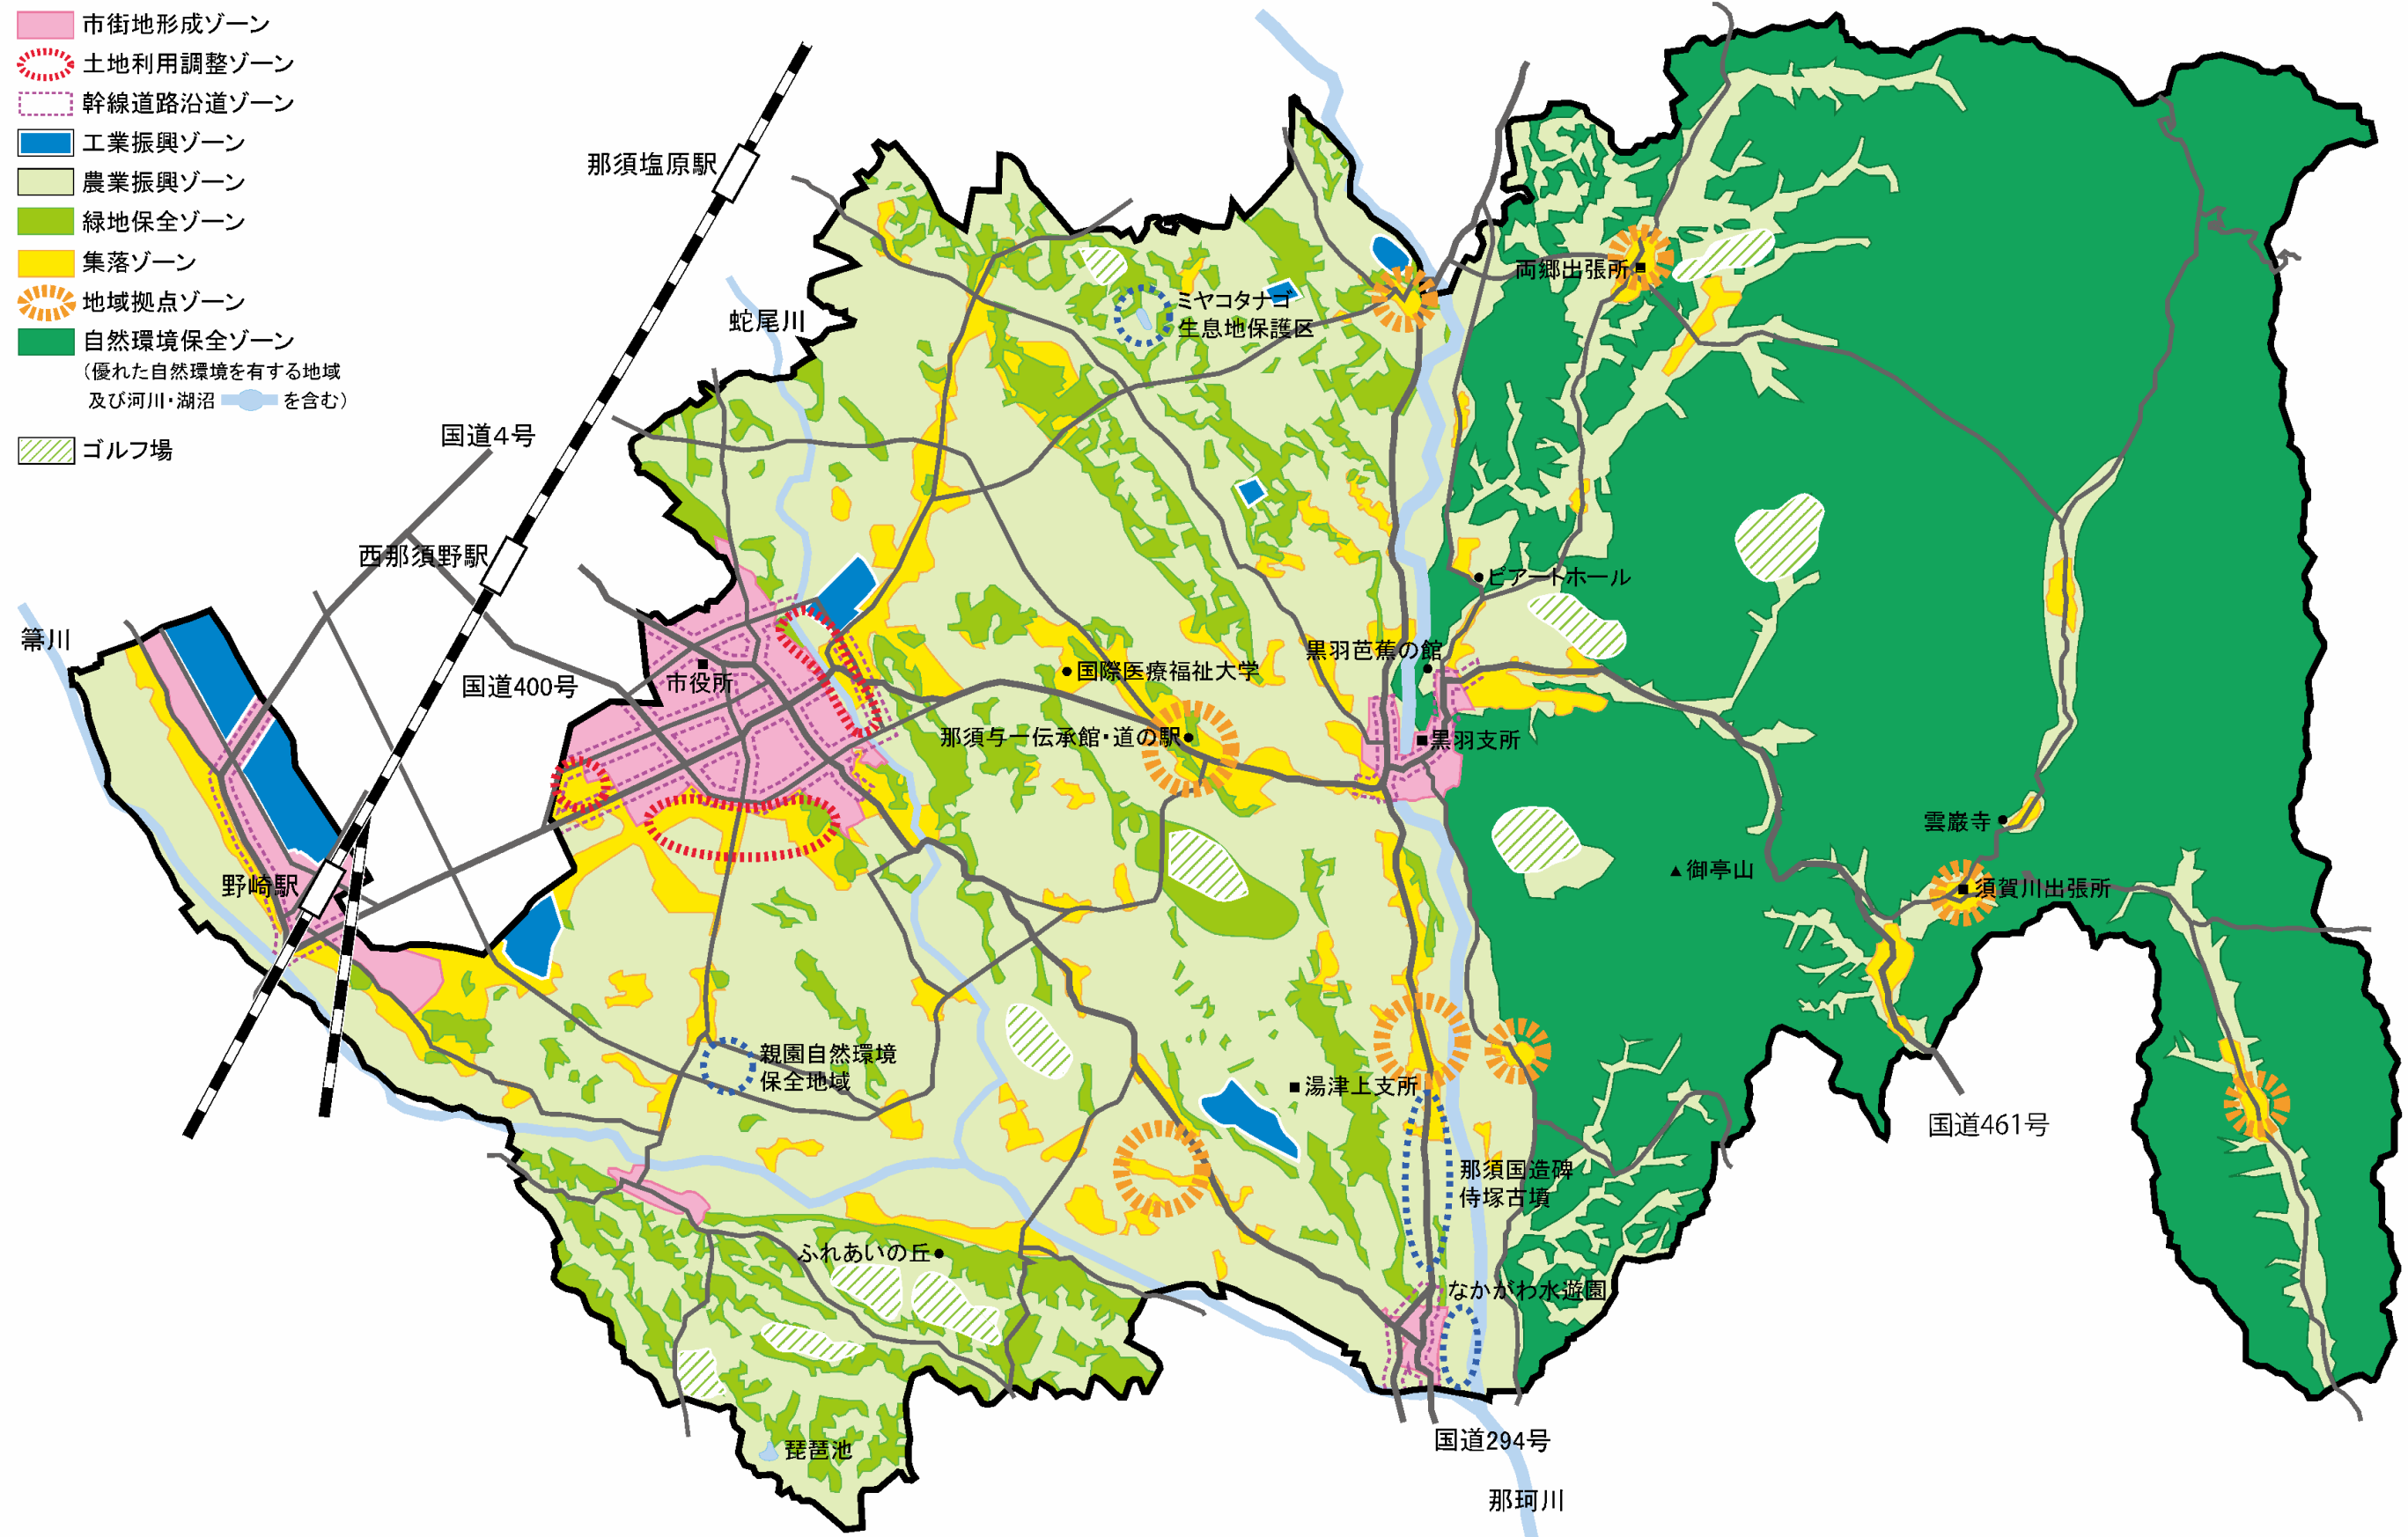 市街地形成ゾーン
土地利用調整ゾーン
幹線道路沿道ゾーン
工業振興ゾーン
農業振興ゾーン
緑地保全ゾーン
集落ゾーン
地域拠点ゾーン
自然環境保全ゾーン
（優れた自然環境を有する地域
及び河川・湖沼 を含む）
ゴルフ場
那須塩原駅
蛇尾川
国道4号
西那須野駅
箒川
国道400号
市役所
野崎駅
ミヤコタナゴ
生息地保護区
両郷出張所
ピアートホール
黒羽芭蕉の館
国際医療福祉大学
那須与一伝承館・道の駅
黒羽支所
雲巌寺
御亭山
須賀川出張所
親園自然環境
保全地域
湯津上支所
国道461号
那須国造碑
侍塚古墳
ふれあいの丘
なかがわ水遊園
琵琶池
国道294号
那珂川